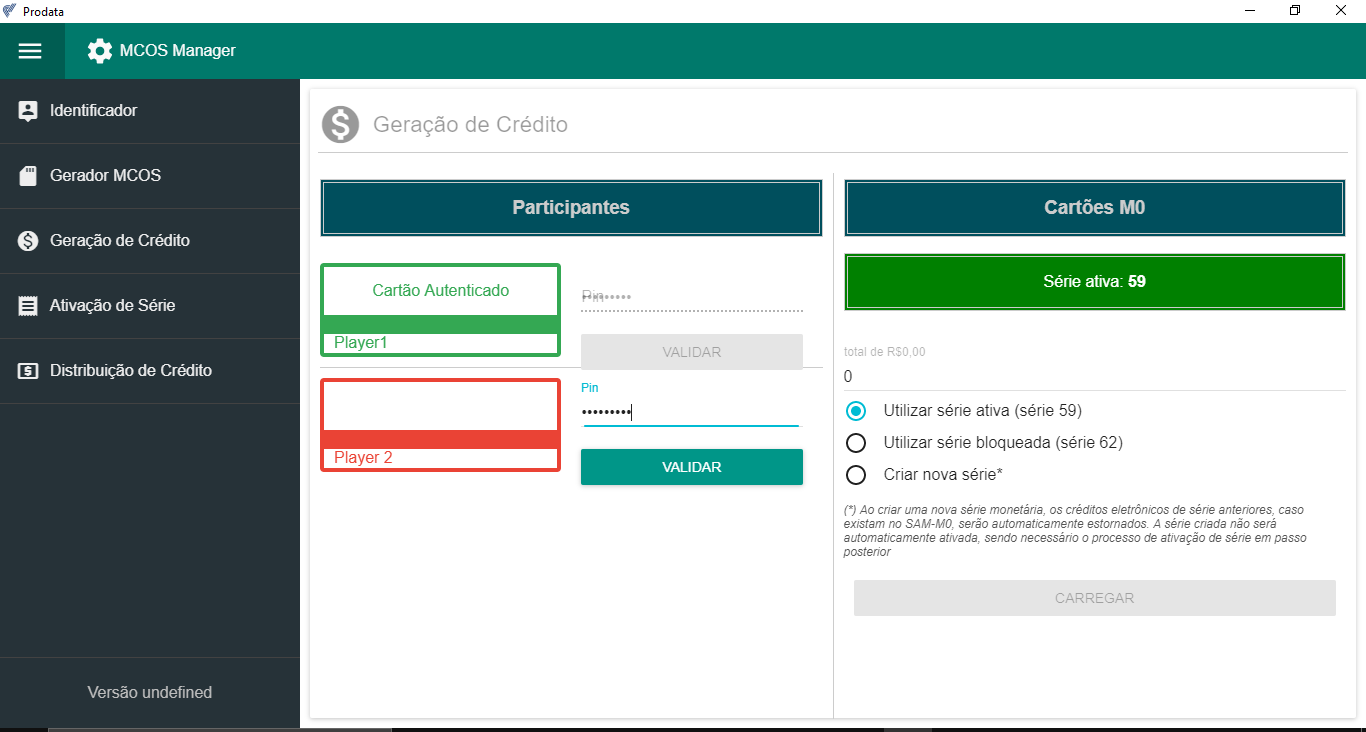 Prodata
MCOS Manager
Identificador
Gerador MCOS
Geração de Crédito
Ativação de Série
Distribuição de Crédito
Versão undefined
Geração de Crédito
Participantes
Cartão Autenticado
Player1
Pin
•••••••••
VALIDAR
Player 2
Pin
•••••••••
VALIDAR
Cartões M0
Série ativa: 59
total de R$0,00
0
Utilizar série ativa (série 59)
Utilizar série bloqueada (série 62)
Criar nova série*
(*) Ao criar uma nova série monetária, os créditos eletrônicos de série anteriores, caso
existam no SAM-M0, serão automaticamente estornados. A série criada não será
automaticamente ativada, sendo necessário o processo de ativação de série em passo
posterior
CARREGAR